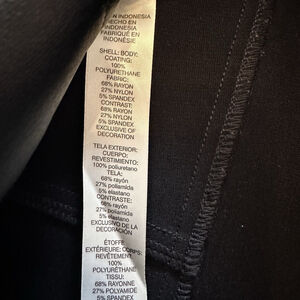 IN INDONESIA
HECHO EN
INDONESIA
FABRIQUÉ EN
INDONÉSIE
SHELL: BODY:
COATING:
100%
POLYURETHANE
FABRIC:
68% RAYON
27% NYLON
5% SPANDEX
CONTRAST:
68% RAYON
27% NYLON
5% SPANDEX
EXCLUSIVE OF
DECORATION
TELA EXTERIOR:
CUERPO:
REVESTIMIENTO:
100% poliuretano
TELA:
68% rayón
27% poliamida
5% elastano
CONTRASTE:
68% rayón
27% poliamida
5% elastano
EXCLUSIVO DE LA
DECORACIÓN
ÉTOFFE
EXTÉRIEURE: CORPS:
REVÊTEMENT
100%
POLYURÉTHANE
TISSU:
68% RAYONNE
27% POLYAMIDE
5% SPANDEX